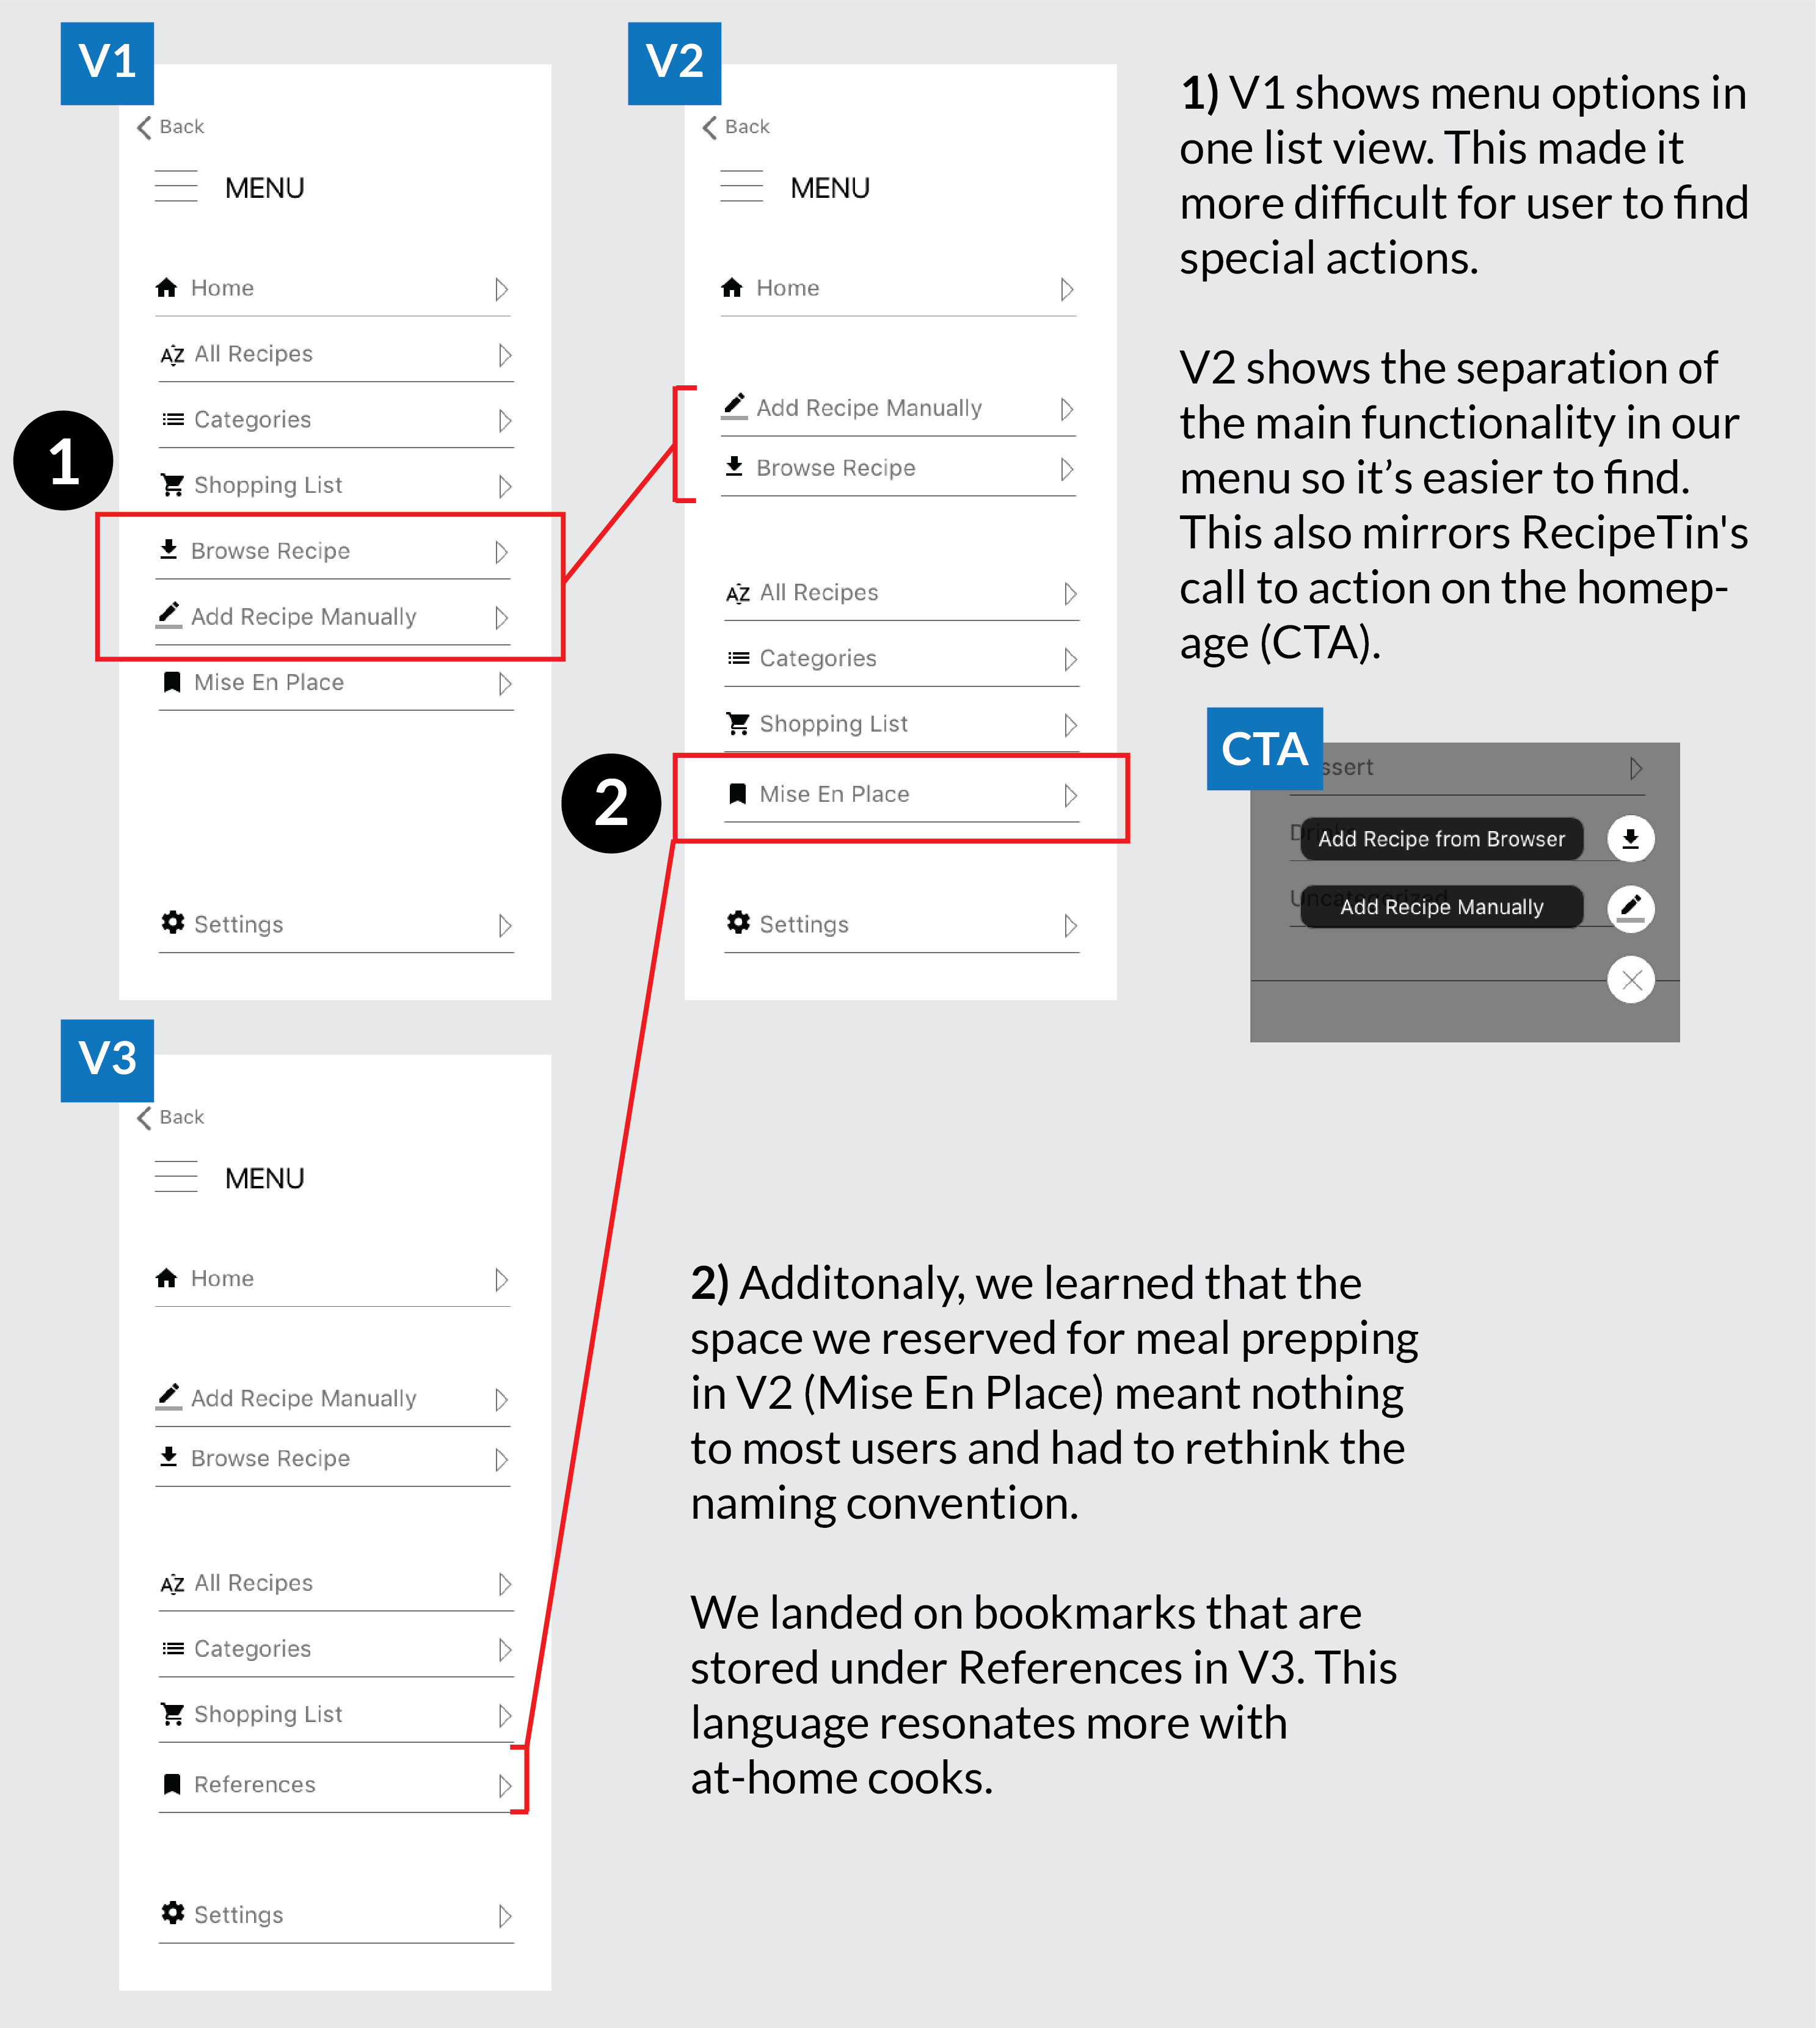 V1
Back
MENU
Home
All Recipes
Categories
Shopping List
Browse Recipe
Add Recipe Manually
Mise En Place
Settings
1
V2
Back
MENU
Home
Add Recipe Manually
Browse Recipe
All Recipes
Categories
Shopping List
Mise En Place
Settings
2
1) V1 shows menu options in
one list view. This made it
more difficult for user to find
special actions.
V2 shows the separation of
the main functionality in our
menu so it’s easier to find.
This also mirrors RecipeTin's
call to action on the homep-
age (CTA).
CTA
ssert
Add Recipe from Browser
Uncategorized
Add Recipe Manually
V3
Back
MENU
Home
Add Recipe Manually
Browse Recipe
All Recipes
Categories
Shopping List
References
Settings
2) Additonaly, we learned that the
space we reserved for meal prepping
in V2 (Mise En Place) meant nothing
to most users and had to rethink the
naming convention.
We landed on bookmarks that are
stored under References in V3. This
language resonates more with
at-home cooks.